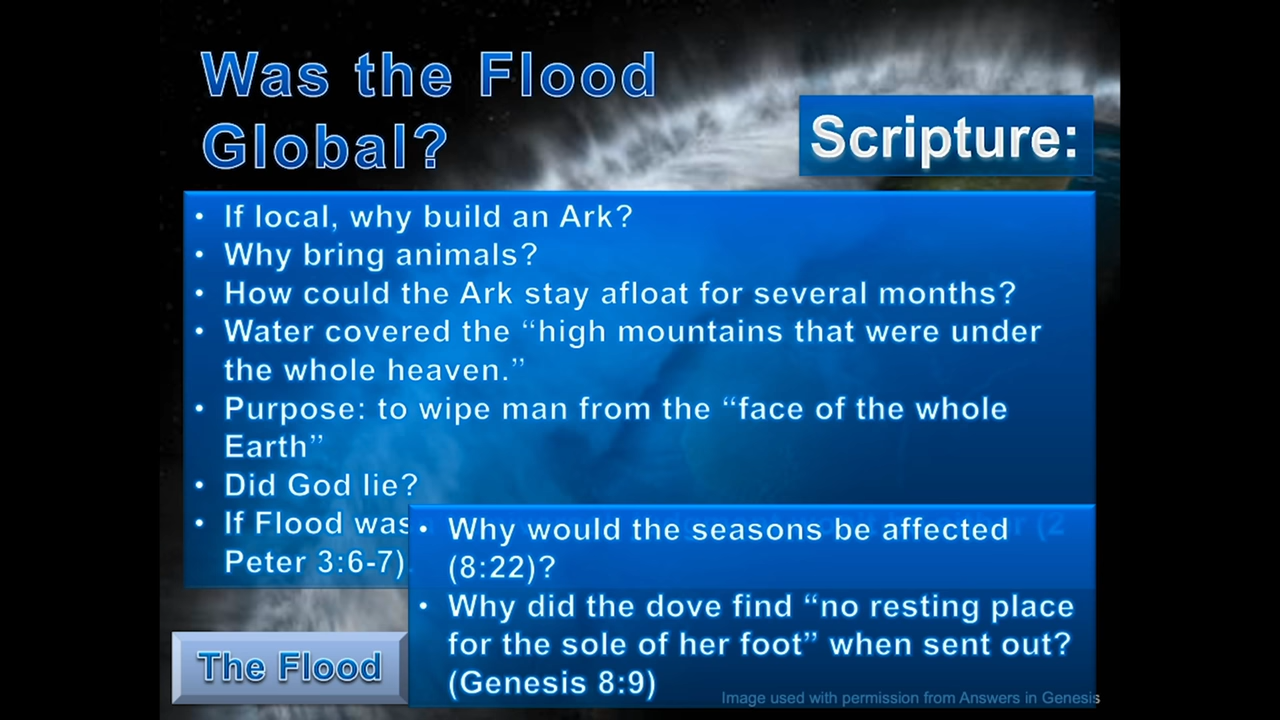 Was the Flood
Global?
Scripture:
• If local, why build an Ark?
• Why bring animals?
• How could the Ark stay afloat for several months?
• Water covered the “high mountains that were under
the whole heaven.”
• Purpose: to wipe man from the “face of the whole
Earth”
• Did God lie?
• If Flood was
(2
Peter 3:6-7)
• Why would the seasons be affected
(8:22)?
• Why did the dove find “no resting place
for the sole of her foot” when sent out?
(Genesis 8:9)
The Flood
Image used with permission from Answers in Genesis